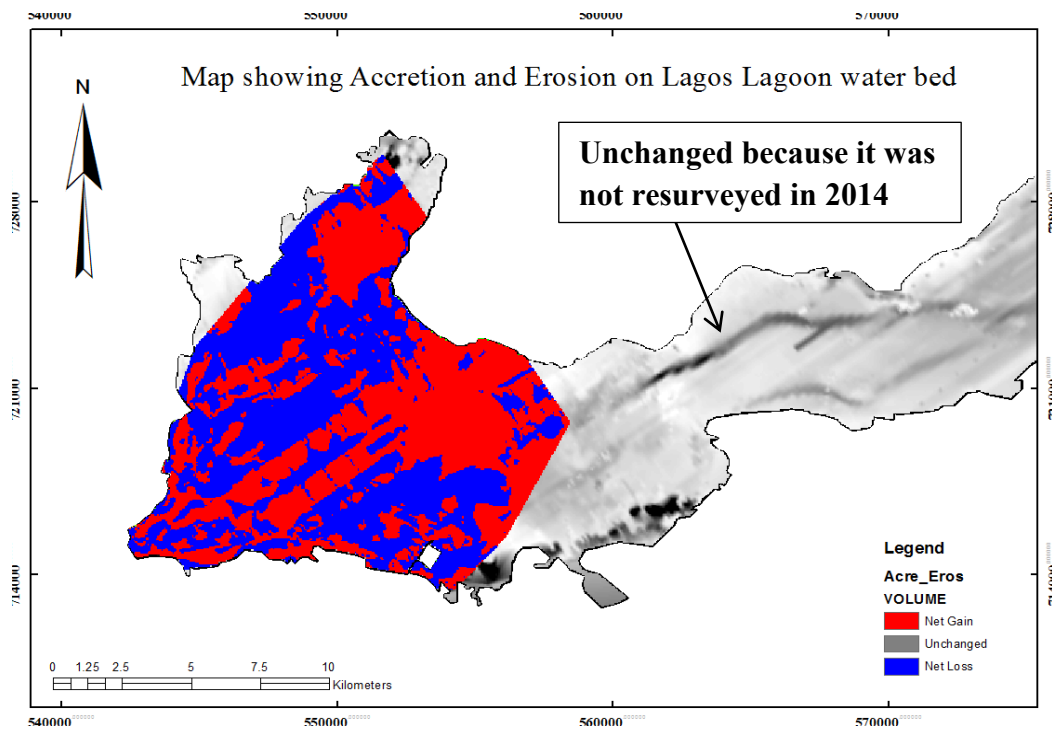 540000 550000 560000 570000
Map showing Accretion and Erosion on Lagos Lagoon water bed
N
Unchanged because it was
not resurveyed in 2014
728000
721000
714000
Legend
Acre_Eros
VOLUME
Net Gain
Unchanged
Net Loss
0 1.25 2.5 5 7.5 10
Kilometers
540000 550000 560000 570000